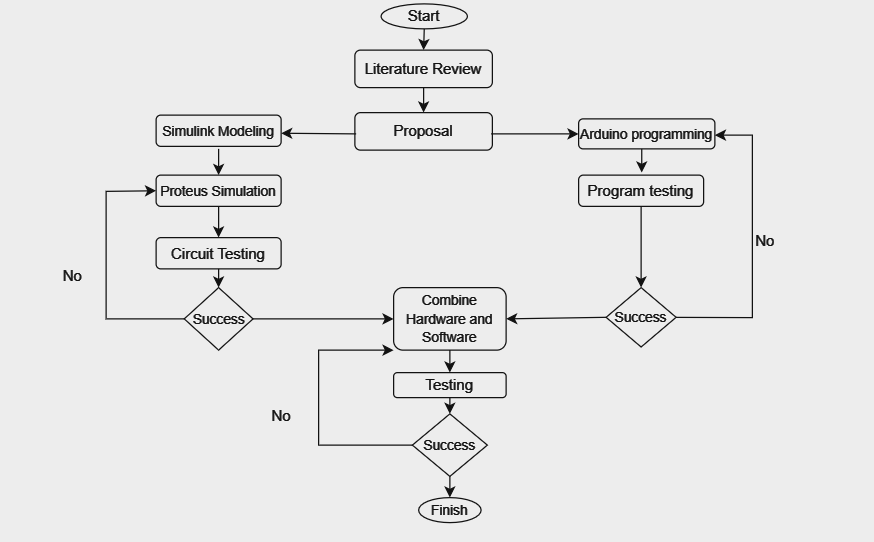 Start
Literature Review
Proposal
Simulink Modeling
Arduino programming
Proteus Simulation
Program testing
No
Circuit Testing
No
Success
Combine
Hardware and
Software
Success
Testing
No
Success
Finish